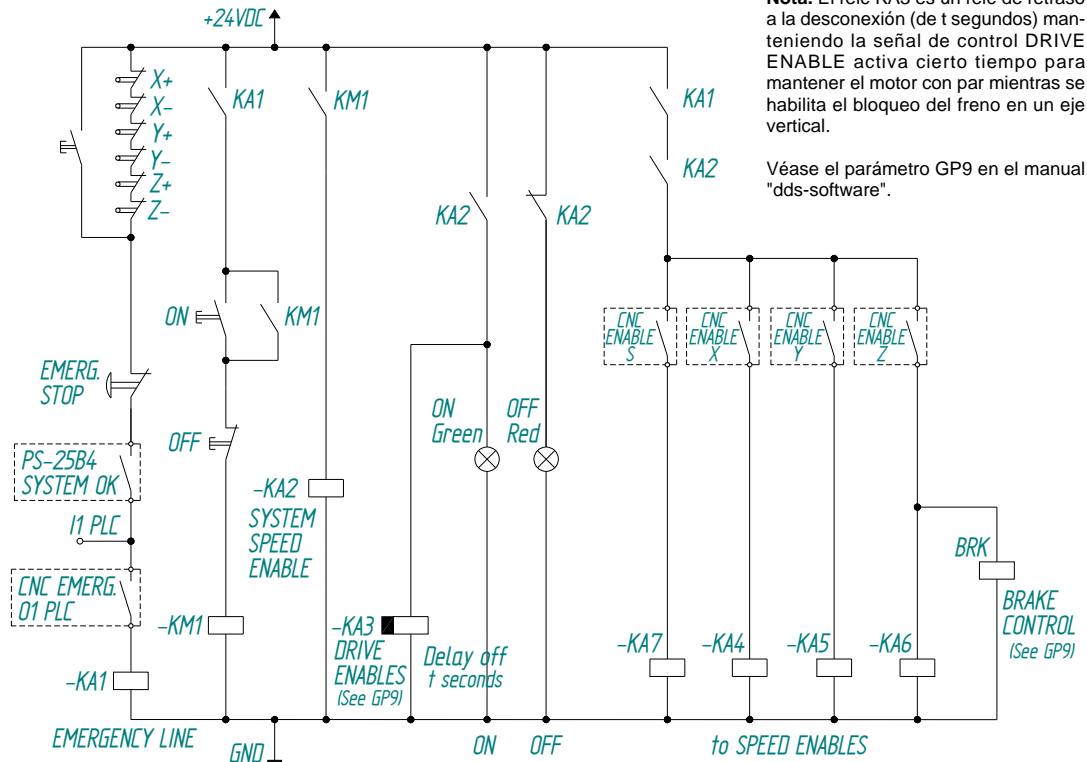 Nota. El relé KA3 es un relé de retraso
a la desconexión (de t segundos) man-
teniendo la señal de control DRIVE
ENABLE activa cierto tiempo para
mantener el motor con par mientras se
habilita el bloqueo del freno en un eje
vertical.
Véase el parámetro GP9 en el manual
"dds-software".
+24VDC
X+
X-
Y+
Y-
Z+
Z-
KA1
KM1
KA1
KA2
KA2
KA2
ON
KM1
CNC
ENABLE
S
CNC
ENABLE
X
CNC
ENABLE
Y
CNC
ENABLE
Z
EMERG.
STOP
OFF
ON
Green
OFF
Red
PS-25B4
SYSTEM OK
-KA2
SYSTEM
SPEED
ENABLE
I1 PLC
CNC EMERG.
O1 PLC
BRK
BRAKE
CONTROL
(See GP9)
-KM1
-KA3
DRIVE
ENABLES
(See GP9)
Delay off
t seconds
-KA7
-KA4
-KA5
-KA6
-KA1
EMERGENCY LINE
GND
ON
OFF
to SPEED ENABLES